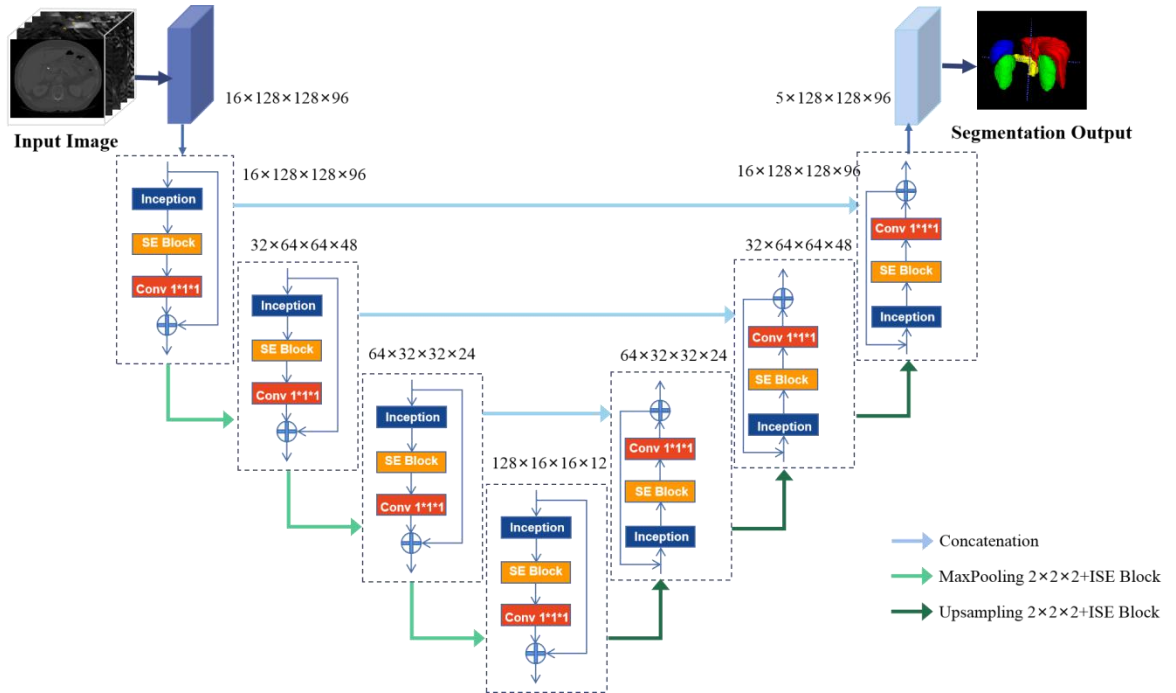 16×128×128×96
5×128×128×96
Input Image
Segmentation Output
16×128×128×96
16×128×128×96
Inception
SE Block
Conv 1*1*1
Conv 1*1*1
SE Block
Inception
32×64×64×48
32×64×64×48
Inception
SE Block
Conv 1*1*1
Conv 1*1*1
SE Block
Inception
64×32×32×24
64×32×32×24
Inception
SE Block
Conv 1*1*1
Conv 1*1*1
SE Block
Inception
128×16×16×12
Inception
SE Block
Conv 1*1*1
Concatenation
MaxPooling 2×2×2+ISE Block
Upsampling 2×2×2+ISE Block